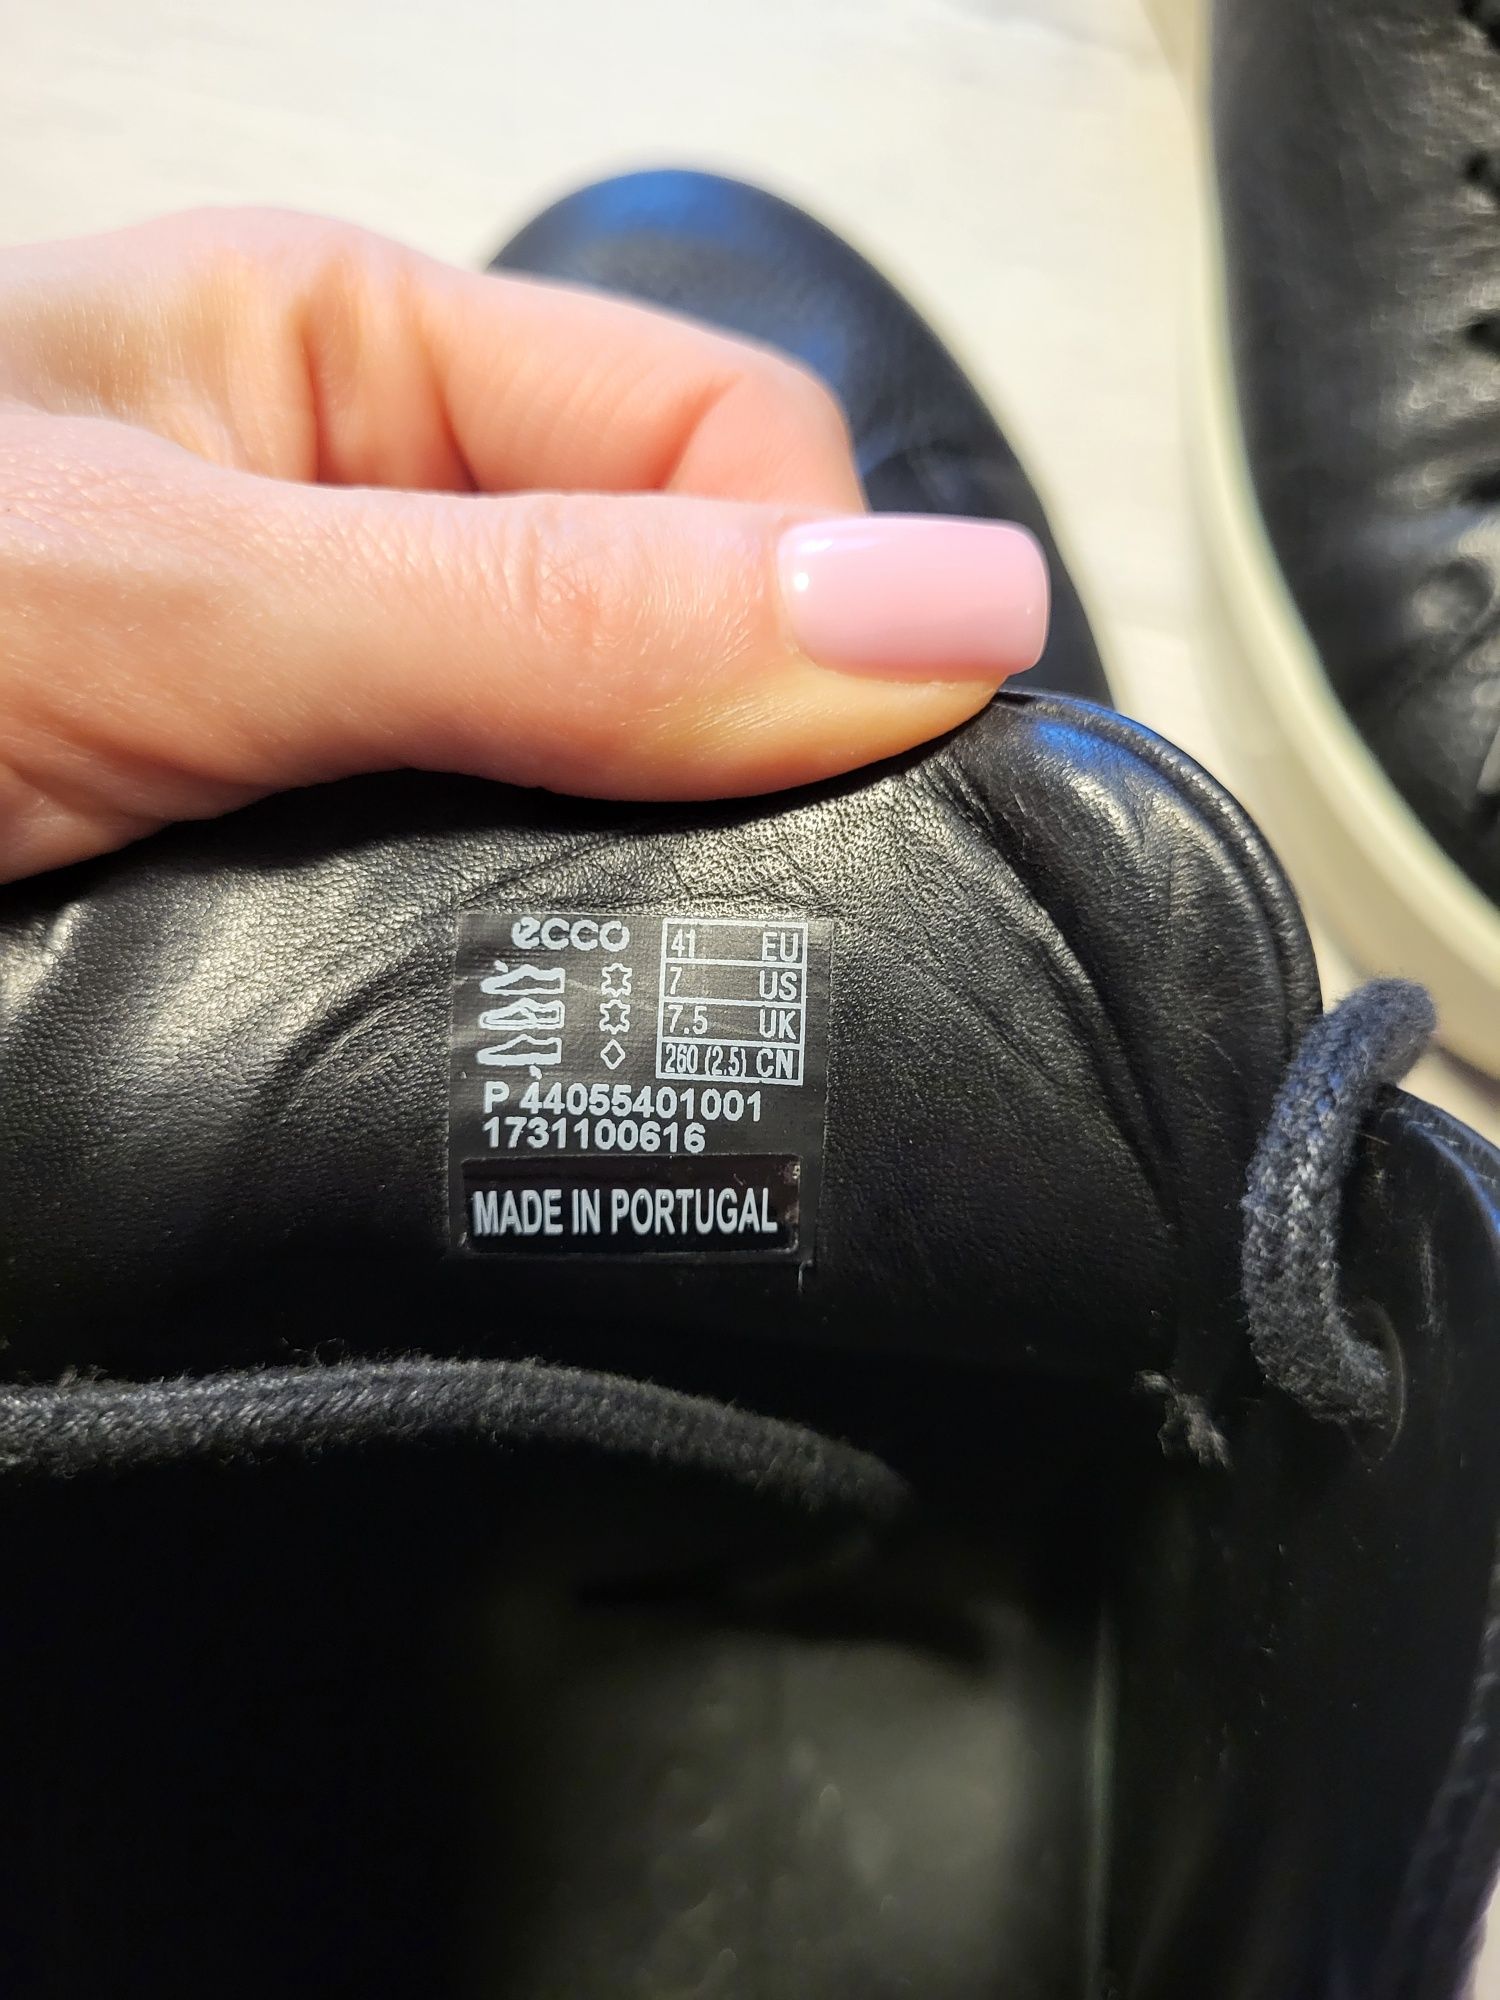 ecco
41 EU
7 US
7.5 UK
260 (2.5) CN
P 44055401001
1731100616
MADE IN PORTUGAL